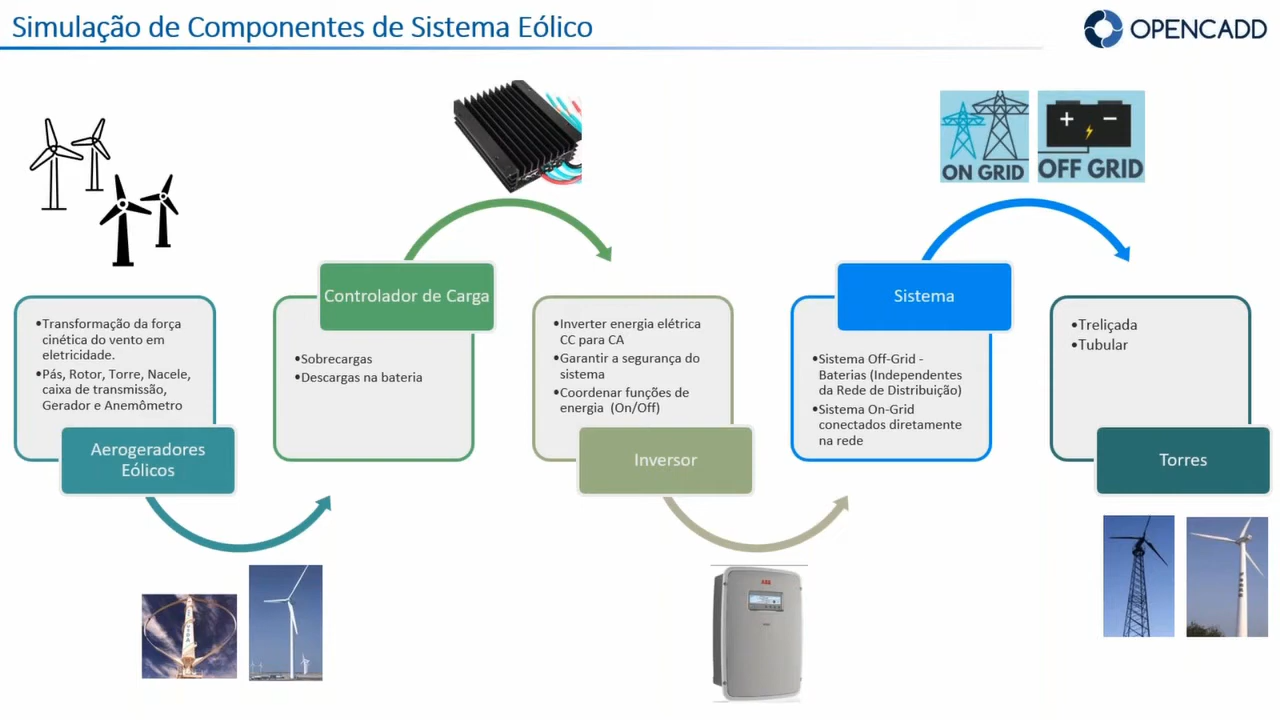 Simulação de Componentes de Sistema Eólico
OPENCADD
ON GRID
OFF GRID
•Transformação da força
cinética do vento em
eletricidade.
•Pás, Rotor, Torre, Nacele,
caixa de transmissão,
Gerador e Anemômetro
Aerogeradores
Eólicos
Controlador de Carga
•Sobrecargas
•Descargas na bateria
•Inverter energia elétrica
CC para CA
•Garantir a segurança do
sistema
•Coordenar funções de
energia (On/Off)
Inversor
Sistema
•Sistema Off-Grid -
Baterias (Independentes
da Rede de Distribuição)
•Sistema On-Grid
conectados diretamente
na rede
•Treliçada
•Tubular
Torres
ABB